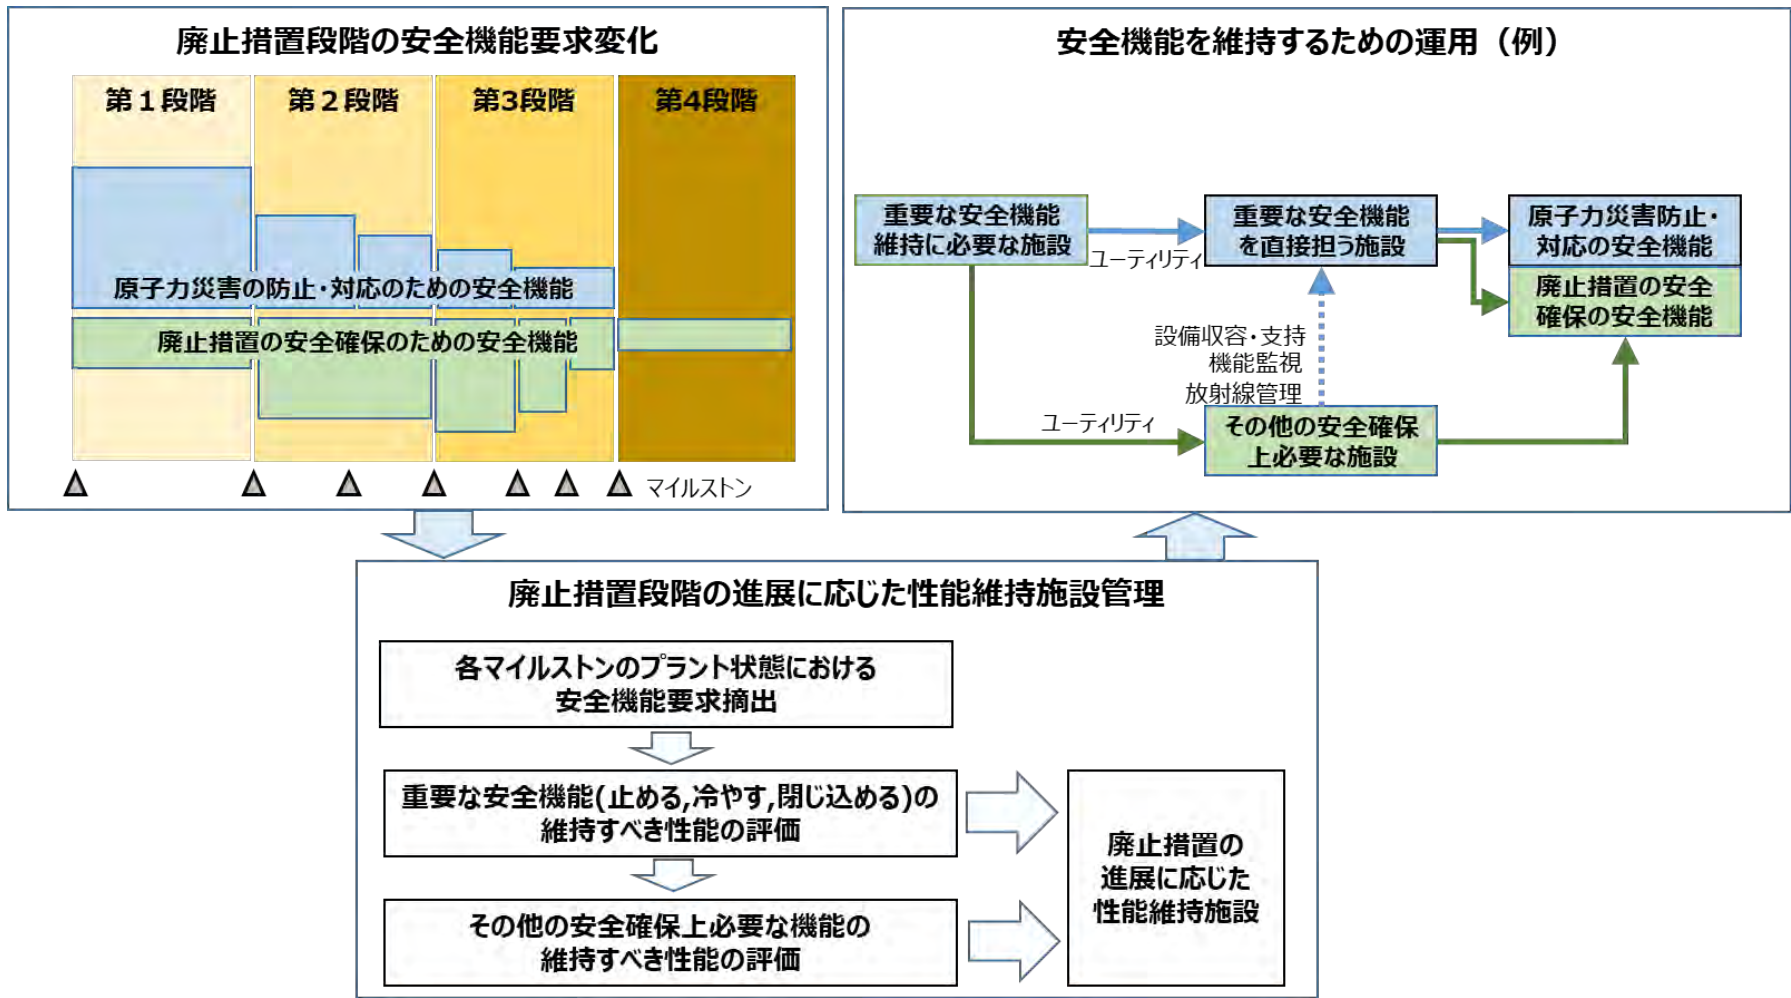 廃止措置段階の安全機能要求変化
第１段階
第２段階
第3段階
第4段階
原子力災害の防止・対応のための安全機能
廃止措置の安全確保のための安全機能
マイルストン
安全機能を維持するための運用（例）
重要な安全機能
維持に必要な施設
ユーティリティ
重要な安全機能
を直接担う施設
原子力災害防止・
対応の安全機能
廃止措置の安全
確保の安全機能
設備収容・支持
機能監視
放射線管理
ユーティリティ
その他の安全確保
上必要な施設
廃止措置段階の進展に応じた性能維持施設管理
各マイルストンのプラント状態における
安全機能要求摘出
重要な安全機能(止める,冷やす,閉じ込める)の
維持すべき性能の評価
その他の安全確保上必要な機能の
維持すべき性能の評価
廃止措置の
進展に応じた
性能維持施設